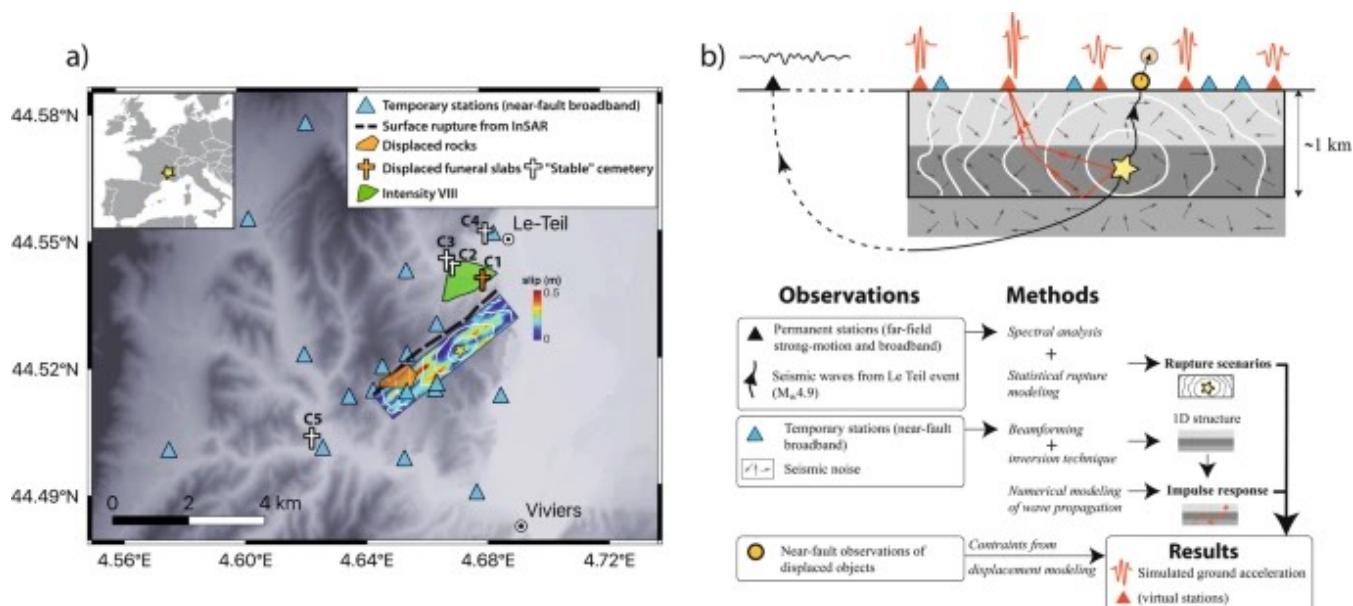 a)
44.58°N
44.55°N
44.52°N
44.49°N
4.56°E
4.60°E
4.64°E
4.68°E
4.72°E
Temporary stations (near-fault broadband)
Surface rupture from InSAR
Displaced rocks
Displaced funeral slabs
"Stable" cemetery
Intensity VIII
C4
Le-Teil
C3
C2
C1
slip (m)
0.5
0
C5
0 2 4 km
Viviers
b)
~1 km
Observations
Methods
Permanent stations (far-field
strong-motion and broadband)
Seismic waves from Le Teil event
(Mw4.9)
Spectral analysis
+
Statistical rupture
modeling
Rupture scenarios
Temporary stations (near-fault
broadband)
Seismic noise
Beamforming
+
inversion technique
1D structure
Numerical modeling
of wave propagation
Impulse response
Near-fault observations of
displaced objects
Contraints from
displacement modeling
Results
Simulated ground acceleration
(virtual stations)